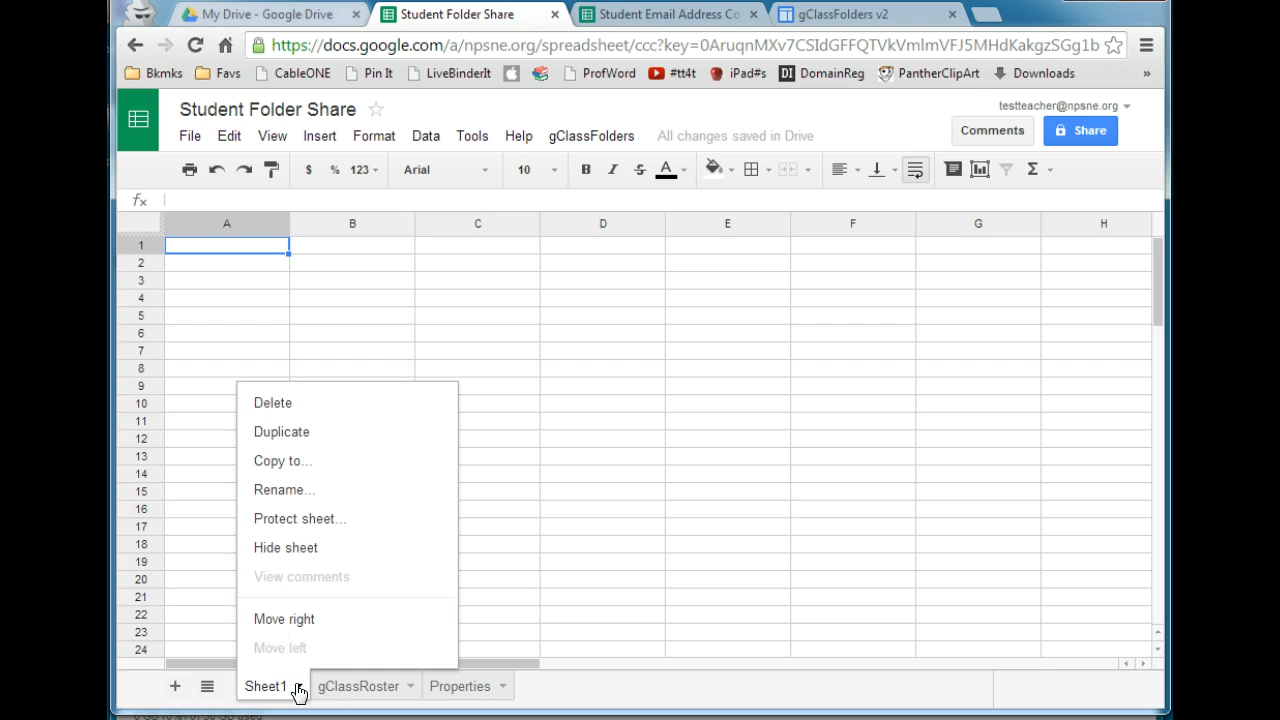 My Drive - Google Drive
Student Folder Share
Student Email Address Co
gClassFolders v2
https://docs.google.com/a/npsne.org/spreadsheet/ccc?key=0AruqnMXv7CSIdGFFQTVkVmlmVFJ5MHdKakgzSGg1b
Bkmks Favs CableONE Pin It LiveBinderIt ProfWord #tt4t iPad#s DI DomainReg PantherClipArt Downloads »
Student Folder Share
testteacher@npsne.org
File Edit View Insert Format Data Tools Help gClassFolders All changes saved in Drive
Comments Share
$ % 123 Arial 10 B I S A Σ
fx
A B C D E F G H
1
2
3
4
5
6
7
8
9
10
11
12
13
14
15
16
17
18
19
20
21
22
23
24
Delete
Duplicate
Copy to...
Rename...
Protect sheet...
Hide sheet
View comments
Move right
Move left
+ Sheet1 gClassRoster Properties